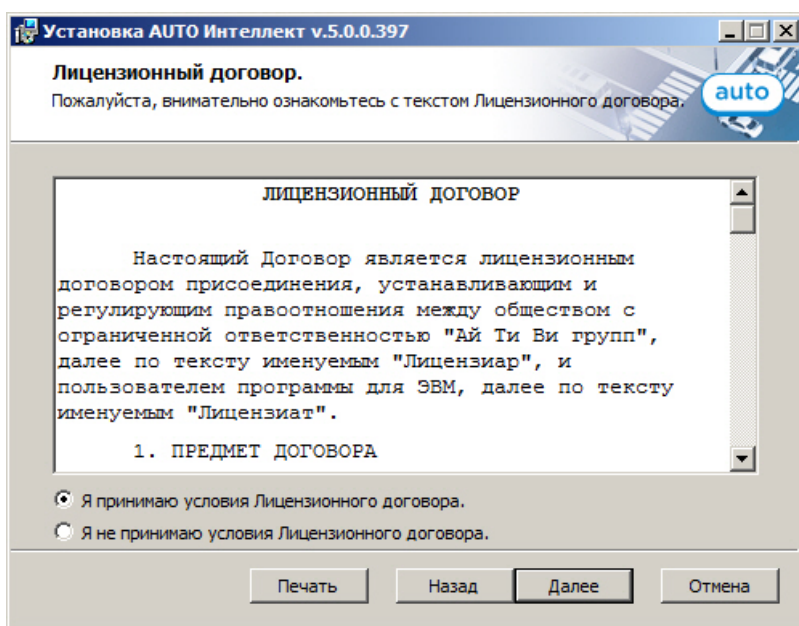 Установка AUTO Интеллект v.5.0.0.397
Лицензионный договор.
Пожалуйста, внимательно ознакомьтесь с текстом Лицензионного договора.
auto
ЛИЦЕНЗИОННЫЙ ДОГОВОР
Настоящий Договор является лицензионным
договором присоединения, устанавливающим и
регулирующим правоотношения между обществом с
ограниченной ответственностью "Ай Ти Ви групп",
далее по тексту именуемым "Лицензиар", и
пользователем программы для ЭВМ, далее по тексту
именуемым "Лицензиат".
1. ПРЕДМЕТ ДОГОВОРА
Я принимаю условия Лицензионного договора.
Я не принимаю условия Лицензионного договора.
Печать Назад Далее Отмена